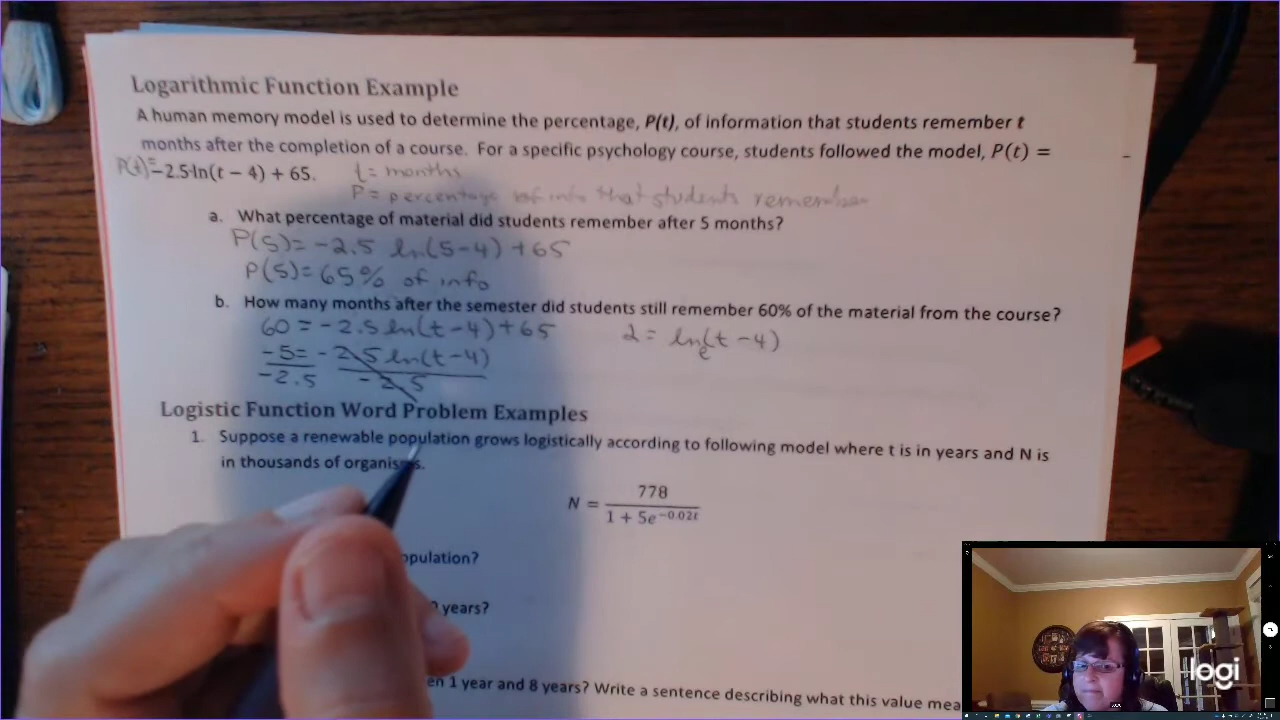 Logarithmic Function Example
A human memory model is used to determine the percentage, P(t), of information that students remember t
months after the completion of a course. For a specific psychology course, students followed the model, P(t) =
P(t)= −2.5·ln(t − 4) + 65. t = months
P = percentage of info that students remember
a. What percentage of material did students remember after 5 months?
P(5) = -2.5 ln(5-4) + 65
P(5) = 65% of info
b. How many months after the semester did students still remember 60% of the material from the course?
60 = -2.5 ln(t-4) + 65 2 = ln_e(t - 4)
-5 = -2.5 ln(t-4)
-2.5 -2.5
Logistic Function Word Problem Examples
1. Suppose a renewable population grows logistically according to following model where t is in years and N is
in thousands of organisms.
N = 778 / 1 + 5e^−0.02t
opulation?
years?
en 1 year and 8 years? Write a sentence describing what this value mea
logi